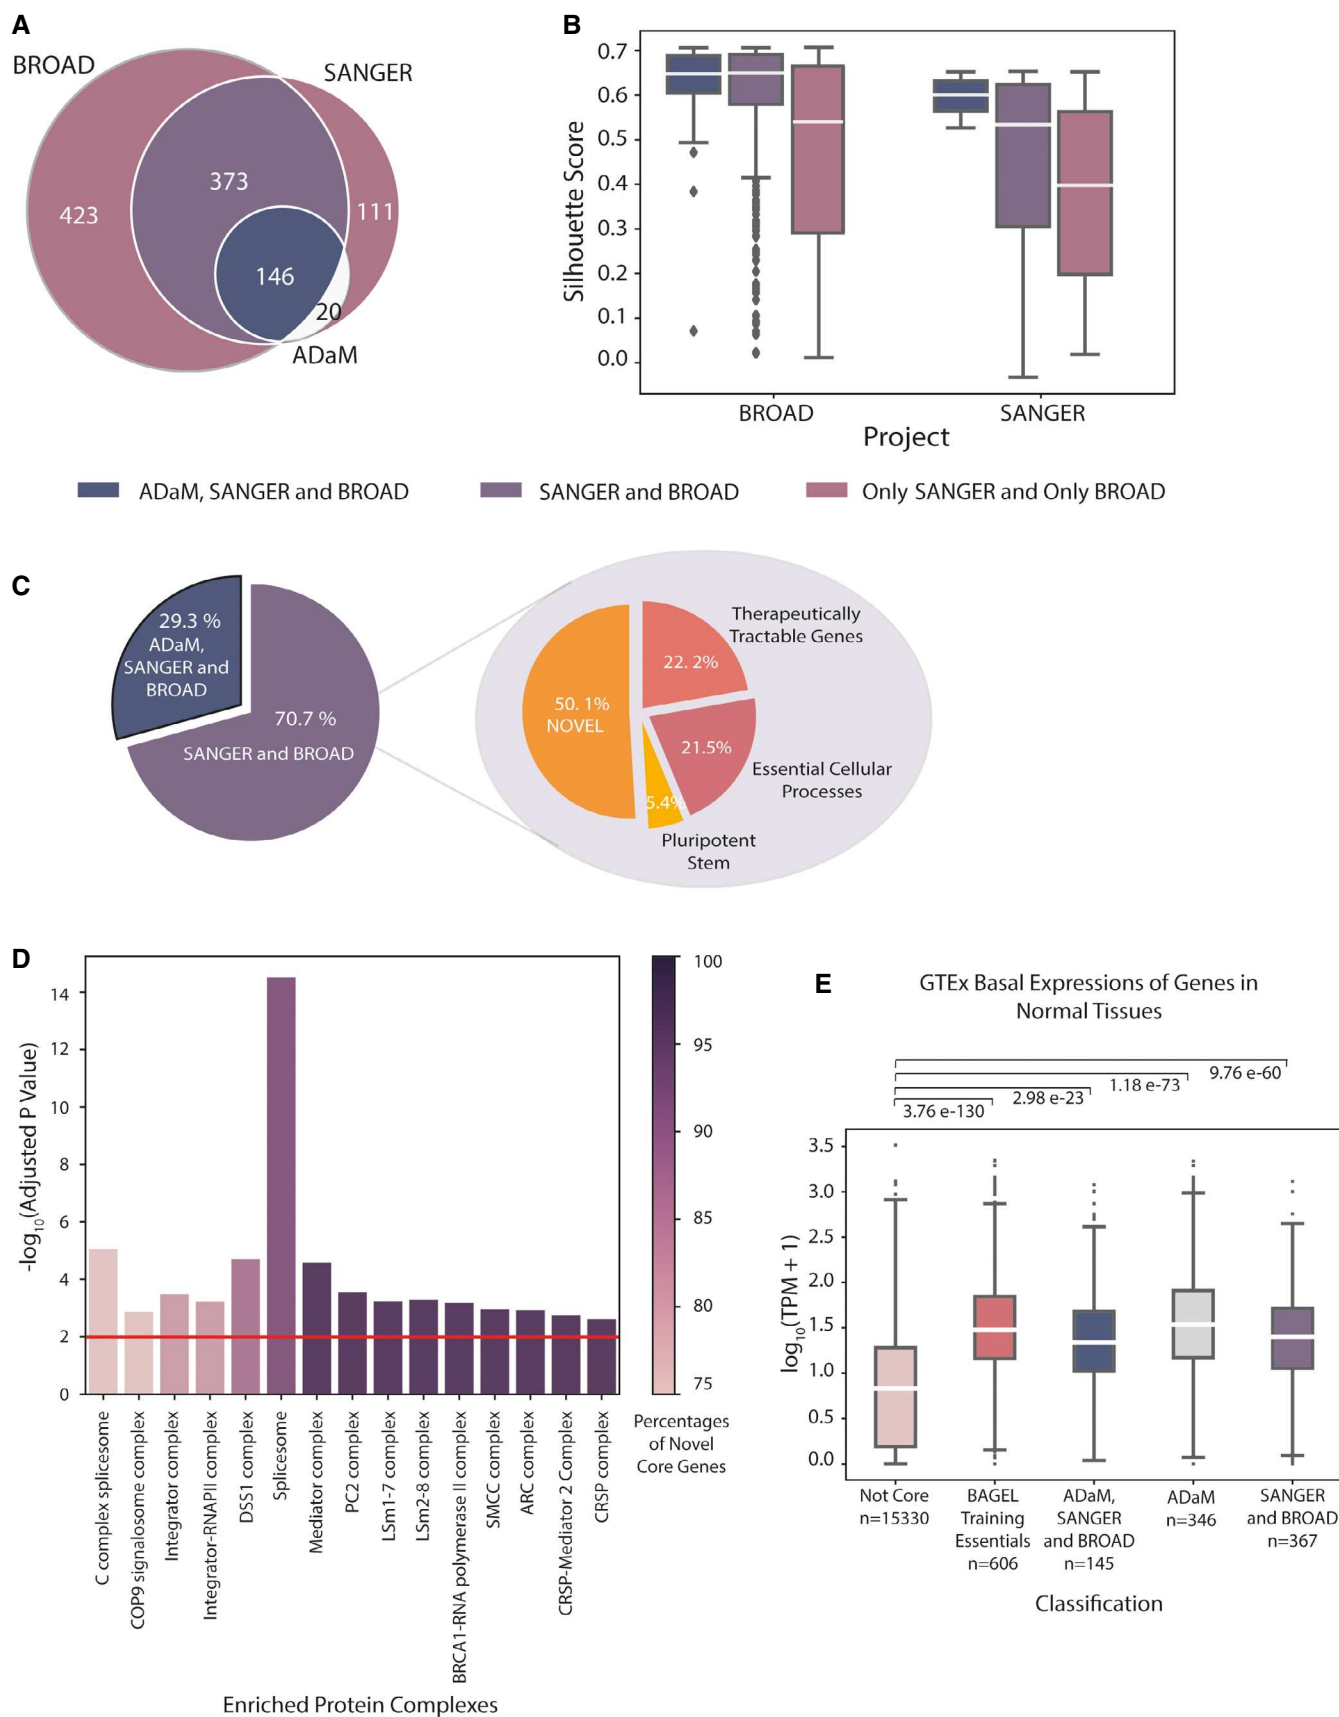 A
BROAD
SANGER
373
423
111
146
20
ADaM
B
Silhouette Score
0.7
0.6
0.5
0.4
0.3
0.2
0.1
0.0
BROAD
SANGER
Project
ADaM, SANGER and BROAD
SANGER and BROAD
Only SANGER and Only BROAD
C
29.3 %
ADaM,
SANGER and
BROAD
70.7 %
SANGER and BROAD
50. 1%
NOVEL
Therapeutically
Tractable Genes
22. 2%
21.5%
Essential Cellular
Processes
5.4%
Pluripotent
Stem
D
-log10(Adjusted P Value)
14
12
10
8
6
4
2
0
C complex splicesome
COP9 signalosome complex
Integrator complex
Integrator-RNAPII complex
DSS1 complex
Splicesome
Mediator complex
PC2 complex
LSm1-7 complex
LSm2-8 complex
BRCA1-RNA polymerase II complex
SMCC complex
ARC complex
CRSP-Mediator 2 Complex
CRSP complex
Enriched Protein Complexes
100
95
90
85
80
75
Percentages
of Novel
Core Genes
E
GTEx Basal Expressions of Genes in
Normal Tissues
9.76 e-60
1.18 e-73
2.98 e-23
3.76 e-130
log10(TPM + 1)
3.5
3.0
2.5
2.0
1.5
1.0
0.5
0.0
Not Core
n=15330
BAGEL
Training
Essentials
n=606
ADaM,
SANGER
and BROAD
n=145
ADaM
n=346
SANGER
and BROAD
n=367
Classification